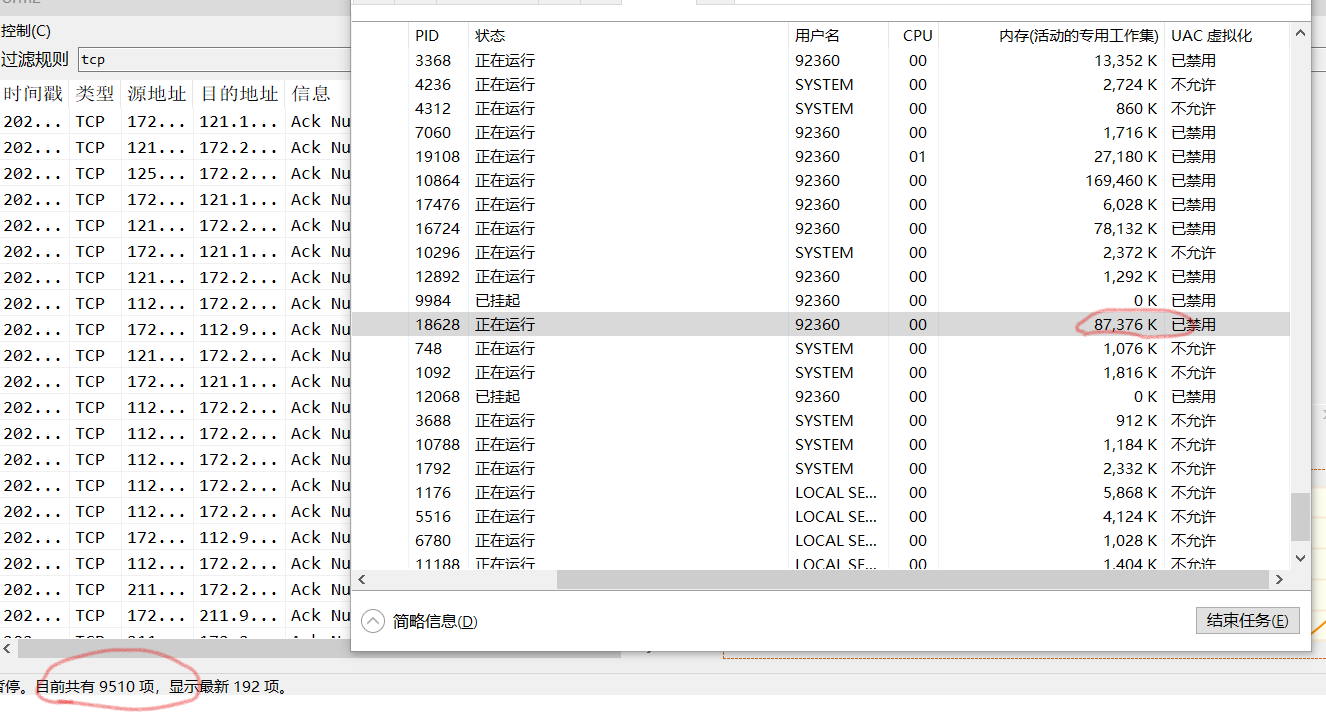 控制(C)
过滤规则 tcp
时间戳 类型 源地址 目的地址 信息
202... TCP 172... 121.1... Ack Nu
202... TCP 121... 172.2... Ack Nu
202... TCP 125... 172.2... Ack Nu
202... TCP 172... 121.1... Ack Nu
202... TCP 121... 172.2... Ack Nu
202... TCP 172... 121.1... Ack Nu
202... TCP 121... 172.2... Ack Nu
202... TCP 112... 172.2... Ack Nu
202... TCP 172... 112.9... Ack Nu
202... TCP 121... 172.2... Ack Nu
202... TCP 172... 121.1... Ack Nu
202... TCP 112... 172.2... Ack Nu
202... TCP 112... 172.2... Ack Nu
202... TCP 112... 172.2... Ack Nu
202... TCP 112... 172.2... Ack Nu
202... TCP 112... 172.2... Ack Nu
202... TCP 172... 112.9... Ack Nu
202... TCP 112... 172.2... Ack Nu
202... TCP 211... 172.2... Ack Nu
202... TCP 172... 211.9... Ack Nu
暂停。目前共有 9510 项，显示最新 192 项。
PID 状态 用户名 CPU 内存(活动的专用工作集) UAC 虚拟化
3368 正在运行 92360 00 13,352 K 已禁用
4236 正在运行 SYSTEM 00 2,724 K 不允许
4312 正在运行 SYSTEM 00 860 K 不允许
7060 正在运行 92360 00 1,716 K 已禁用
19108 正在运行 92360 01 27,180 K 已禁用
10864 正在运行 92360 00 169,460 K 已禁用
17476 正在运行 92360 00 6,028 K 已禁用
16724 正在运行 92360 00 78,132 K 已禁用
10296 正在运行 SYSTEM 00 2,372 K 不允许
12892 正在运行 92360 00 1,292 K 已禁用
9984 已挂起 92360 00 0 K 已禁用
18628 正在运行 92360 00 87,376 K 已禁用
748 正在运行 SYSTEM 00 1,076 K 不允许
1092 正在运行 SYSTEM 00 1,816 K 不允许
12068 已挂起 92360 00 0 K 已禁用
3688 正在运行 SYSTEM 00 912 K 不允许
10788 正在运行 SYSTEM 00 1,184 K 不允许
1792 正在运行 SYSTEM 00 2,332 K 不允许
1176 正在运行 LOCAL SE... 00 5,868 K 不允许
5516 正在运行 LOCAL SE... 00 4,124 K 不允许
6780 正在运行 LOCAL SE... 00 1,028 K 不允许
11188 正在运行 LOCAL SE... 00 1,404 K 不允许
简略信息(D)
结束任务(E)